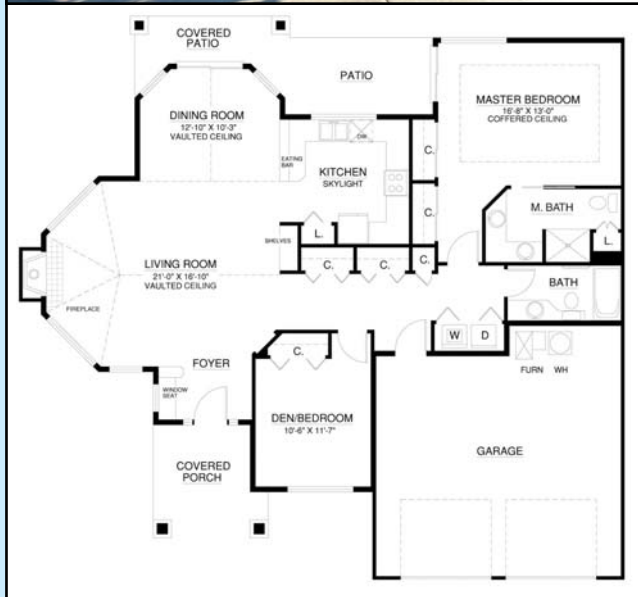 COVERED
PATIO
PATIO
DINING ROOM
12'-10" X 10'-3"
VAULTED CEILING
MASTER BEDROOM
16'-8" X 13'-0"
COFFERED CEILING
DW
EATING
BAR
KITCHEN
SKYLIGHT
C.
C.
M. BATH
L.
L.
SHELVES
LIVING ROOM
21'-0" X 16'-10"
VAULTED CEILING
C.
C.
C.
BATH
FIREPLACE
W
D
FOYER
C.
FURN
WH
WINDOW
SEAT
DEN/BEDROOM
10'-6" X 11'-7"
GARAGE
COVERED
PORCH